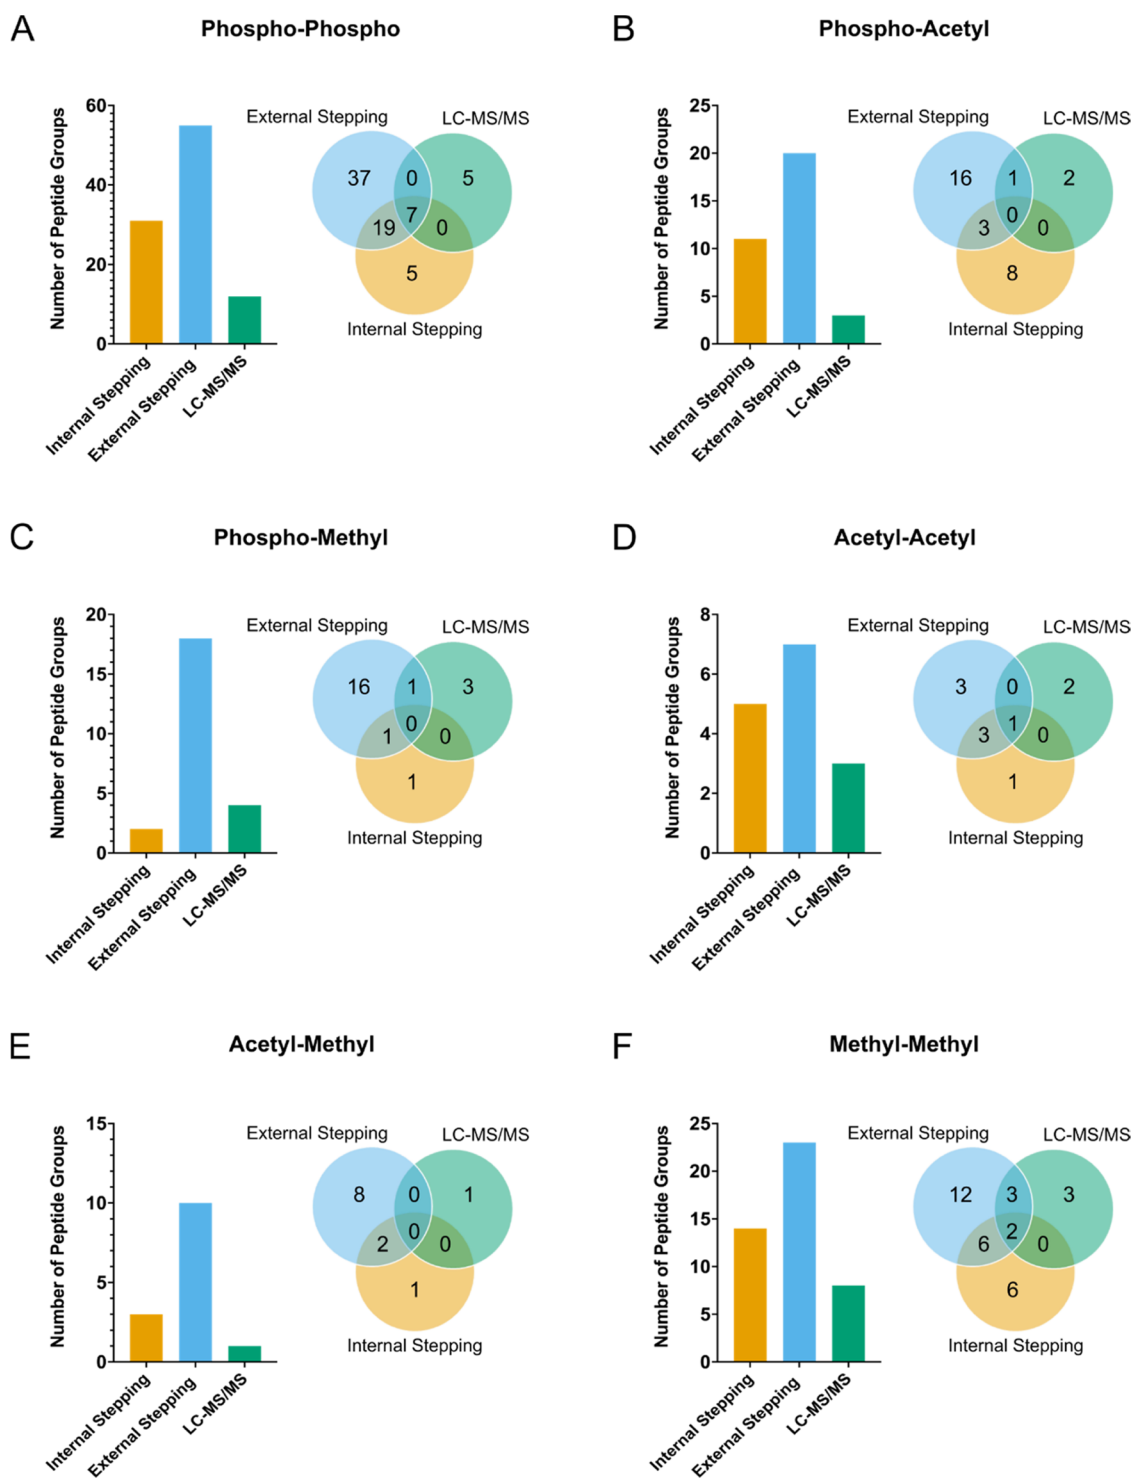 A
Phospho-Phospho
Number of Peptide Groups
60
40
20
0
Internal Stepping
External Stepping
LC-MS/MS
External Stepping
LC-MS/MS
37
0
5
7
19
0
5
Internal Stepping
B
Phospho-Acetyl
Number of Peptide Groups
25
20
15
10
5
0
Internal Stepping
External Stepping
LC-MS/MS
External Stepping
LC-MS/MS
16
1
2
0
3
0
8
Internal Stepping
C
Phospho-Methyl
Number of Peptide Groups
20
15
10
5
0
Internal Stepping
External Stepping
LC-MS/MS
External Stepping
LC-MS/MS
16
1
3
0
1
0
1
Internal Stepping
D
Acetyl-Acetyl
Number of Peptide Groups
8
6
4
2
0
Internal Stepping
External Stepping
LC-MS/MS
External Stepping
LC-MS/MS
3
0
2
1
3
0
1
Internal Stepping
E
Acetyl-Methyl
Number of Peptide Groups
15
10
5
0
Internal Stepping
External Stepping
LC-MS/MS
External Stepping
LC-MS/MS
8
0
1
0
2
0
1
Internal Stepping
F
Methyl-Methyl
Number of Peptide Groups
25
20
15
10
5
0
Internal Stepping
External Stepping
LC-MS/MS
External Stepping
LC-MS/MS
12
3
3
2
6
0
6
Internal Stepping